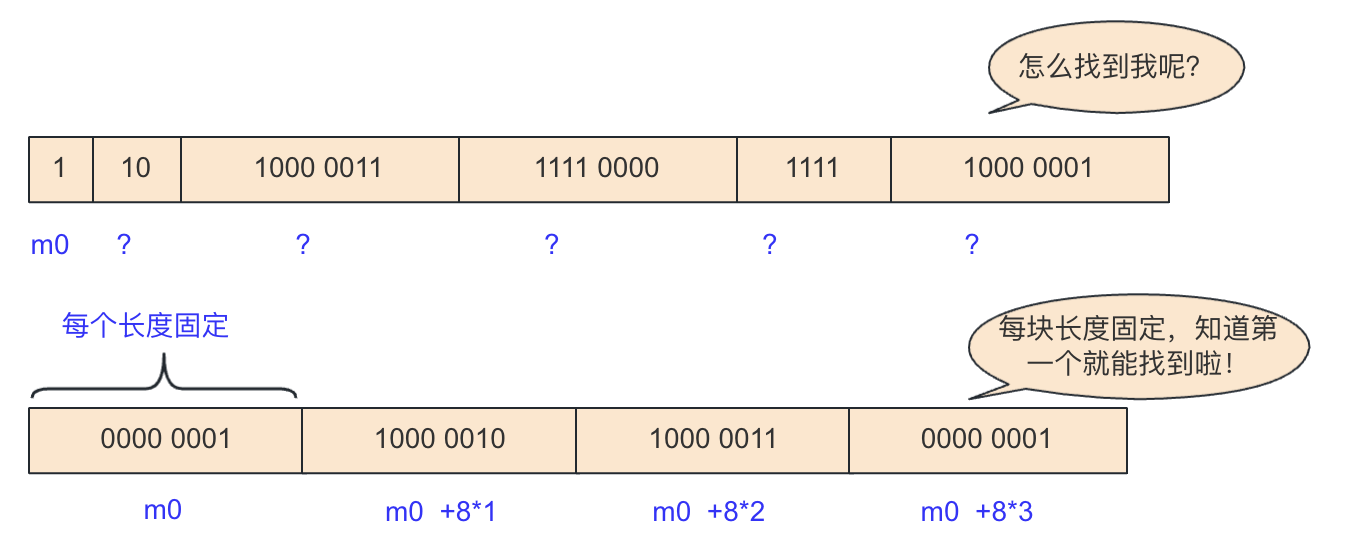 怎么找到我呢?
1 10 1000 0011 1111 0000 1111 1000 0001
m0 ? ? ? ? ?
每个长度固定
每块长度固定，知道第
一个就能找到啦！
0000 0001 1000 0010 1000 0011 0000 0001
m0 m0 +8*1 m0 +8*2 m0 +8*3